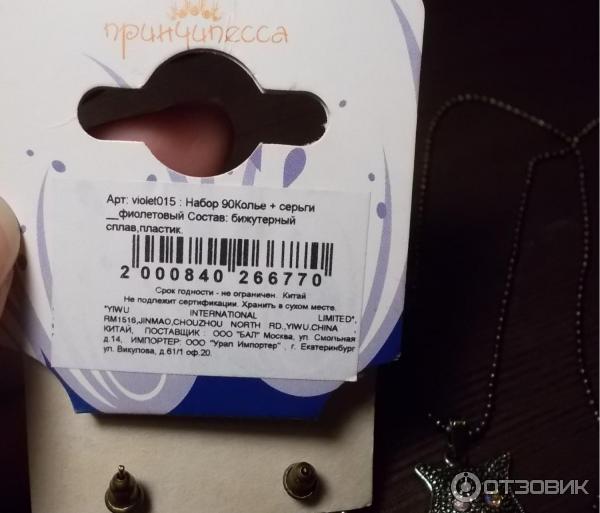 принчипесса
Арт: violet015 : Набор 90Колье + серьги
__фиолетовый Состав: бижутерный
сплав,пластик.
2 000840 266770
Срок годности - не ограничен. Китай
Не подлежит сертификации. Хранить в сухом месте.
"YIWU INTERNATIONAL LIMITED",
RM1516,JINMAO,CHOUZHOU NORTH RD.,YIWU.CHINA
КИТАЙ, ПОСТАВЩИК : ООО "БАЛ" Москва, ул. Смольная
д.14, ИМПОРТЕР: ООО "Урал Импортер" , г. Екатеринбург
ул. Викулова, д.61/1 оф.20.
ОТЗОВИК